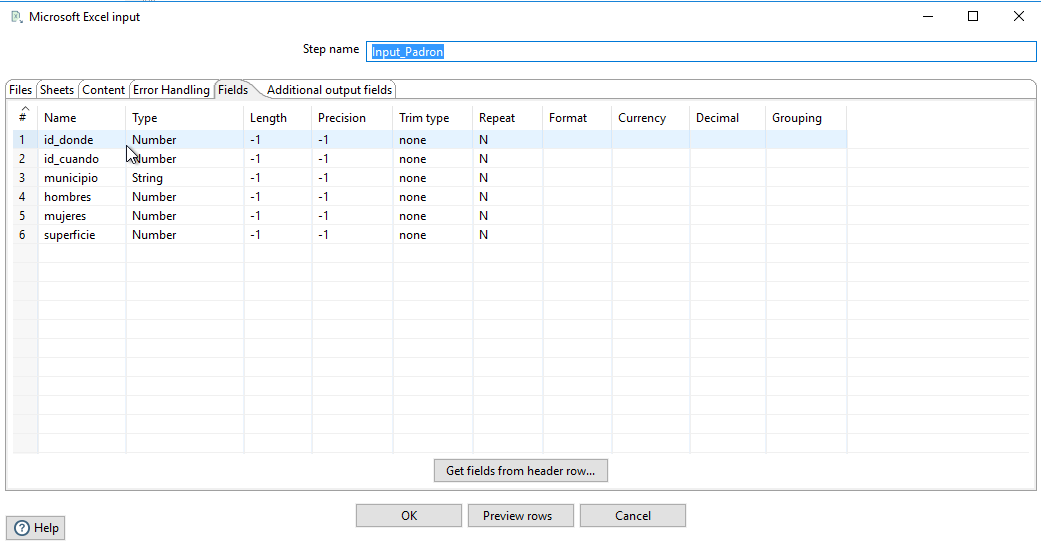 Microsoft Excel input
Step name Input_Padron
Files Sheets Content Error Handling Fields Additional output fields
# Name Type Length Precision Trim type Repeat Format Currency Decimal Grouping
1 id_donde Number -1 -1 none N
2 id_cuando Number -1 -1 none N
3 municipio String -1 -1 none N
4 hombres Number -1 -1 none N
5 mujeres Number -1 -1 none N
6 superficie Number -1 -1 none N
Get fields from header row...
OK Preview rows Cancel
? Help